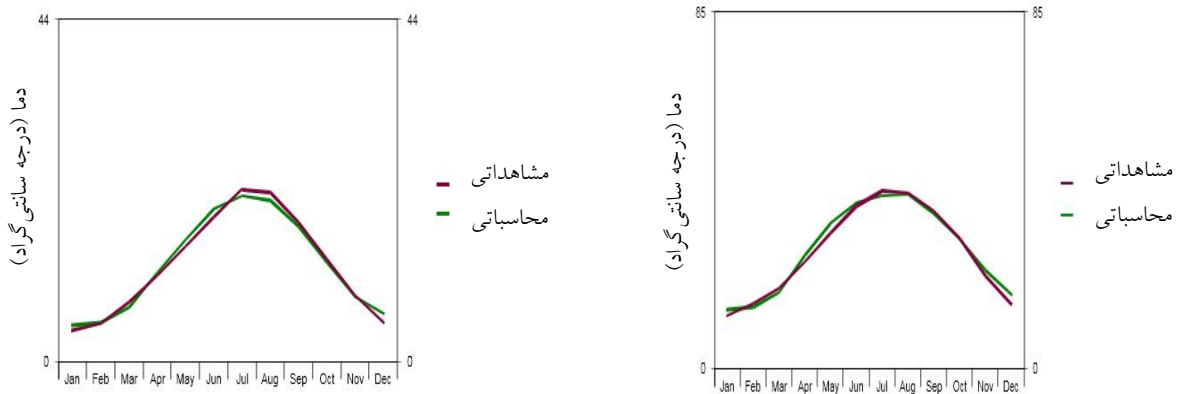 44
44
دما (درجه سانتی گراد)
مشاهداتی
محاسباتی
0
0
Jan Feb Mar Apr May Jun Jul Aug Sep Oct Nov Dec
85
85
دما (درجه سانتی گراد)
مشاهداتی
محاسباتی
0
0
Jan Feb Mar Apr May Jun Jul Aug Sep Oct Nov Dec